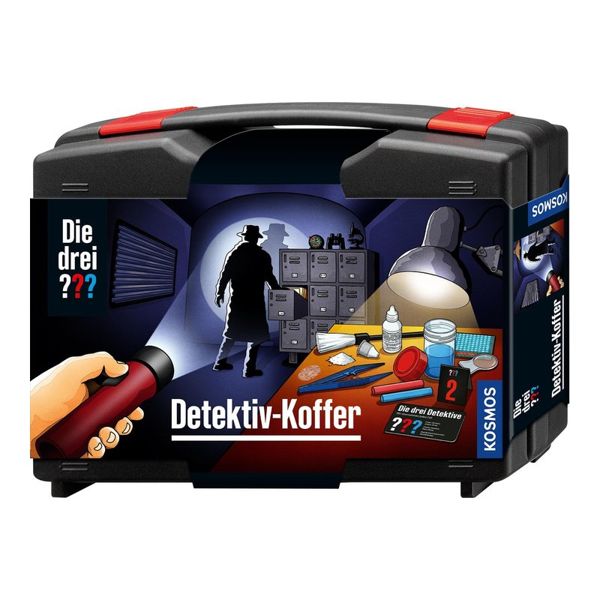 Die
drei
???
Detektiv-Koffer
???
2
Die drei Detektive
???
KOSMOS
KOSMOS
Die
drei
???
Detektiv-Koffer